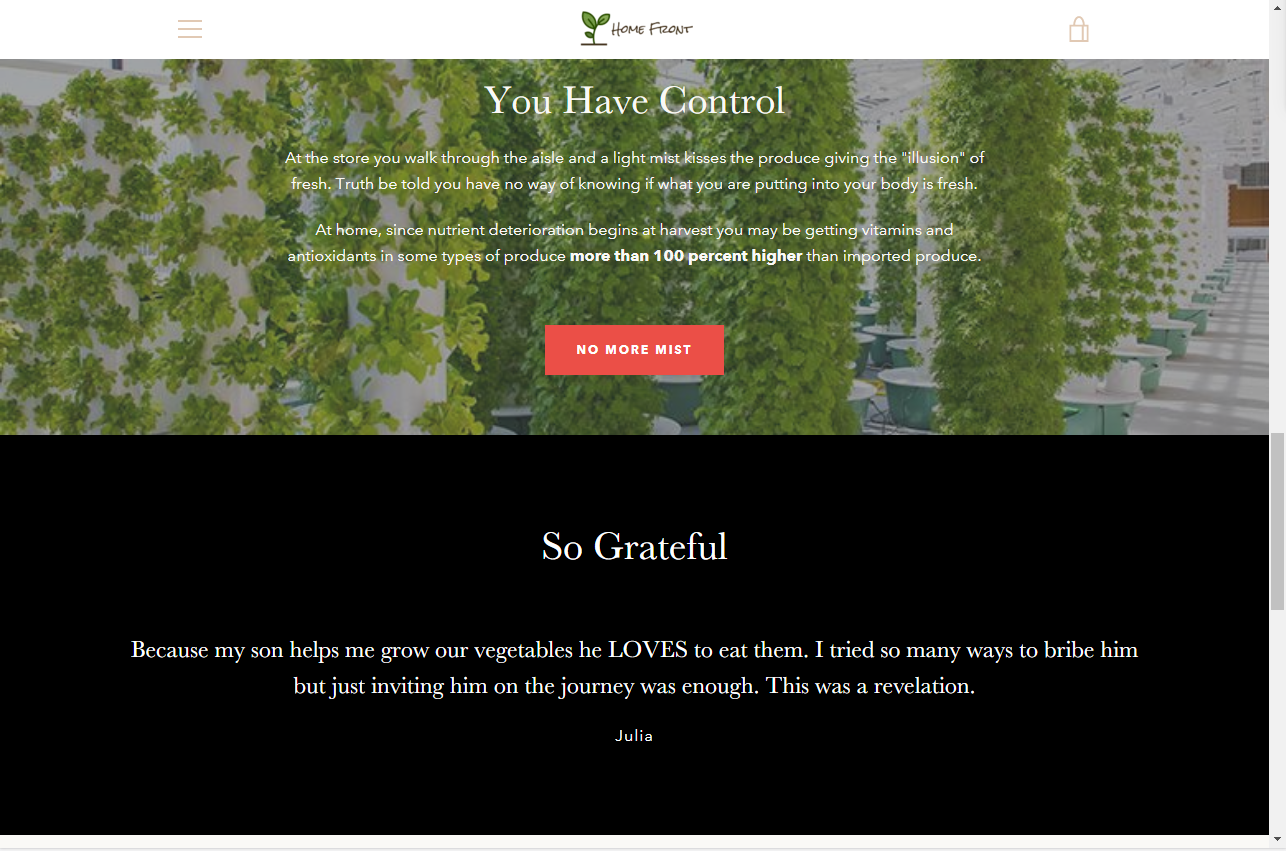 Home Front
You Have Control
At the store you walk through the aisle and a light mist kisses the produce giving the "illusion" of
fresh. Truth be told you have no way of knowing if what you are putting into your body is fresh.
At home, since nutrient deterioration begins at harvest you may be getting vitamins and
antioxidants in some types of produce more than 100 percent higher than imported produce.
NO MORE MIST
So Grateful
Because my son helps me grow our vegetables he LOVES to eat them. I tried so many ways to bribe him
but just inviting him on the journey was enough. This was a revelation.
Julia